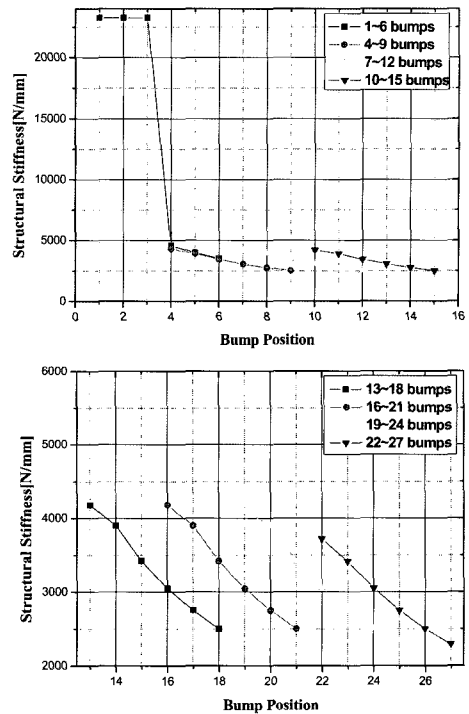 Structural Stiffness[N/mm]
20000
15000
10000
5000
0
1~6 bumps
4~9 bumps
7~12 bumps
10~15 bumps
0 2 4 6 8 10 12 14 16
Bump Position
Structural Stiffness[N/mm]
6000
5000
4000
3000
2000
13~18 bumps
16~21 bumps
19~24 bumps
22~27 bumps
14 16 18 20 22 24 26
Bump Position